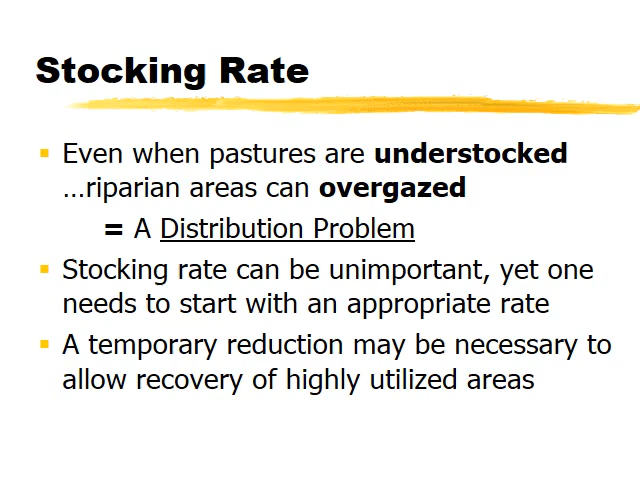 Stocking Rate
Even when pastures are understocked
…riparian areas can overgazed
= A Distribution Problem
Stocking rate can be unimportant, yet one
needs to start with an appropriate rate
A temporary reduction may be necessary to
allow recovery of highly utilized areas